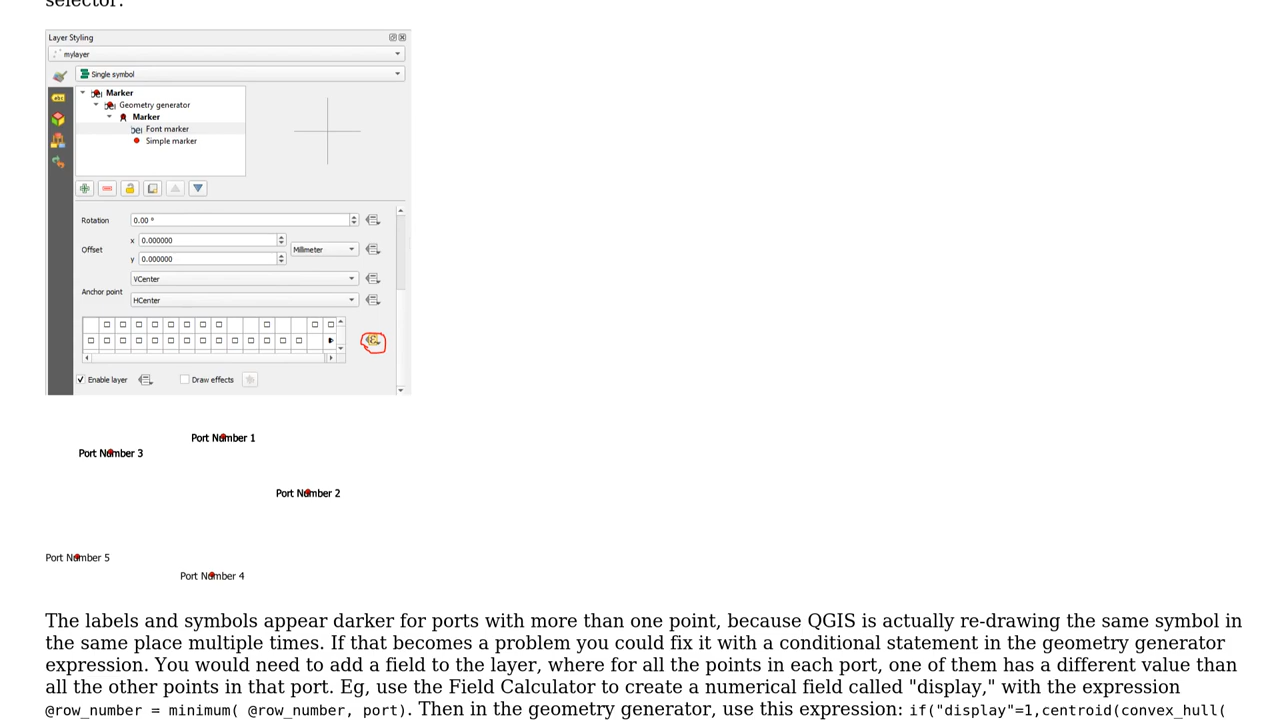 selector:
Layer Styling
mylayer
Single symbol
Marker
Geometry generator
Marker
Font marker
Simple marker
Rotation 0.00 °
x 0.000000
Offset Millimeter
y 0.000000
VCenter
Anchor point
HCenter
Enable layer Draw effects
Port Number 1
Port Number 3
Port Number 2
Port Number 5
Port Number 4
The labels and symbols appear darker for ports with more than one point, because QGIS is actually re-drawing the same symbol in
the same place multiple times. If that becomes a problem you could fix it with a conditional statement in the geometry generator
expression. You would need to add a field to the layer, where for all the points in each port, one of them has a different value than
all the other points in that port. Eg, use the Field Calculator to create a numerical field called "display," with the expression
@row_number = minimum( @row_number, port). Then in the geometry generator, use this expression: if("display"=1,centroid(convex_hull(